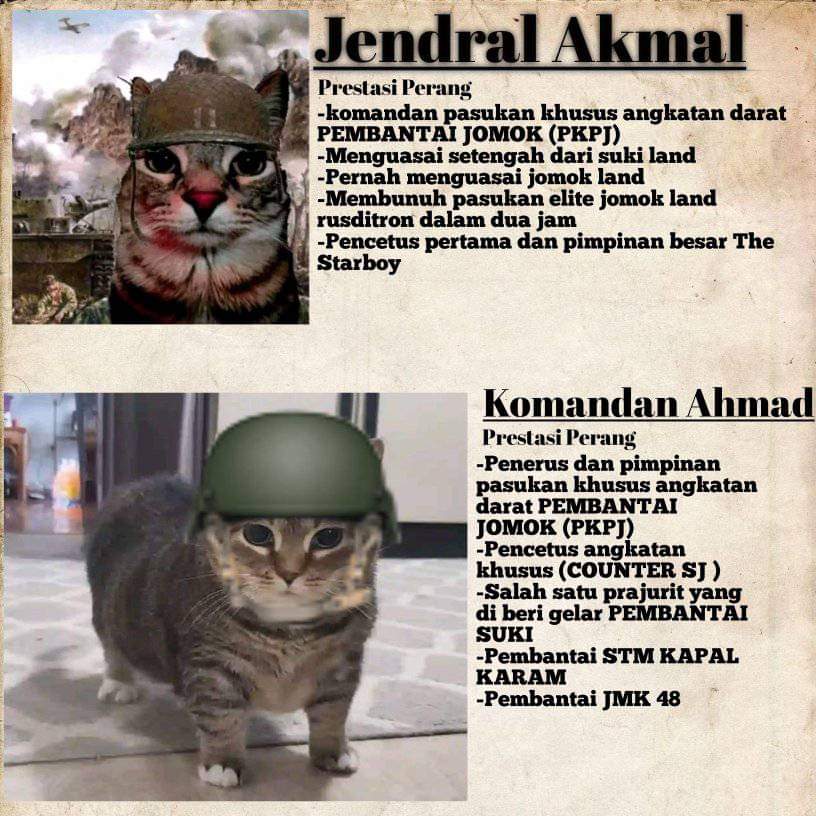 Jendral Akmal
Prestasi Perang
-komandan pasukan khusus angkatan darat
PEMBANTAI JOMOK (PKPJ)
-Menguasai setengah dari suki land
-Pernah menguasai jomok land
-Membunuh pasukan elite jomok land
rusditron dalam dua jam
-Pencetus pertama dan pimpinan besar The
Starboy
Komandan Ahmad
Prestasi Perang
-Penerus dan pimpinan
pasukan khusus angkatan
darat PEMBANTAI
JOMOK (PKPJ)
-Pencetus angkatan
khusus (COUNTER SJ )
-Salah satu prajurit yang
di beri gelar PEMBANTAI
SUKI
-Pembantai STM KAPAL
KARAM
-Pembantai JMK 48